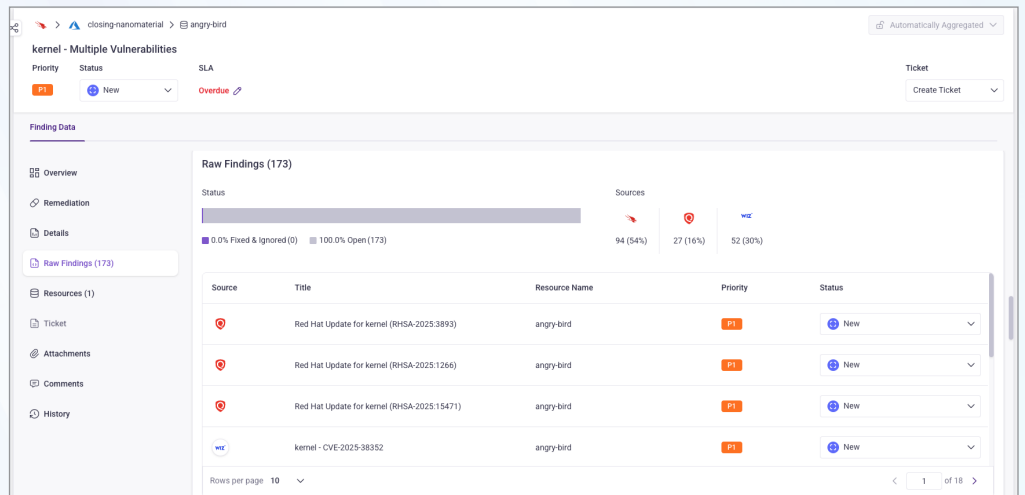 closing-nanomaterial > angry-bird
Automatically Aggregated
kernel - Multiple Vulnerabilities
Priority Status SLA Ticket
P1 New Overdue Create Ticket
Finding Data
Overview
Remediation
Details
Raw Findings (173)
Resources (1)
Ticket
Attachments
Comments
History
Raw Findings (173)
Status Sources
WIZ
0.0% Fixed & Ignored (0) 100.0% Open (173) 94 (54%) 27 (16%) 52 (30%)
Source Title Resource Name Priority Status
Red Hat Update for kernel (RHSA-2025:3893) angry-bird P1 New
Red Hat Update for kernel (RHSA-2025:1266) angry-bird P1 New
Red Hat Update for kernel (RHSA-2025:15471) angry-bird P1 New
WIZ kernel - CVE-2025-38352 angry-bird P1 New
Rows per page 10 < 1 of 18 >